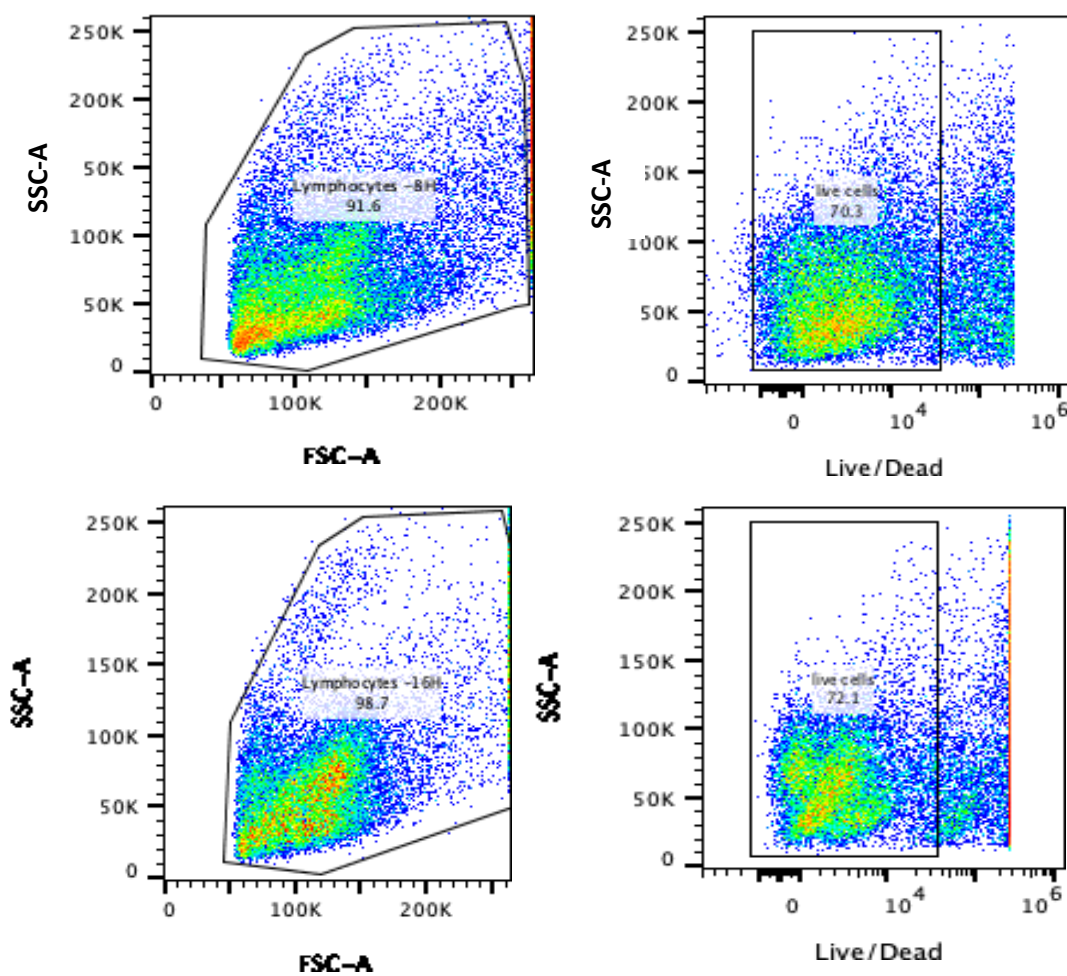 250K
200K
50K
100K
50K
0
SSC-A
Lymphocytes -8H
91.6
0
100K
200K
FSC-A
250K
200K
50K
100K
50K
0
SSC-A
live cells
70.3
0
10^4
10^6
Live/Dead
250K
200K
150K
100K
50K
0
SSC-A
Lymphocytes -16H
98.7
0
100K
200K
FSC-A
250K
200K
150K
100K
50K
0
SSC-A
live cells
72.1
0
10^4
10^6
Live/Dead